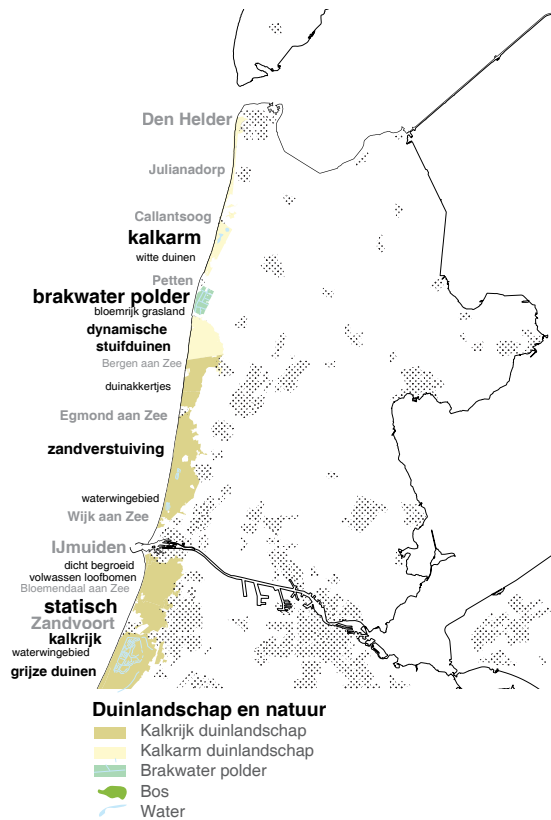 Den Helder
Julianadorp
Callantsoog
kalkarm
witte duinen
Petten
brakwater polder
bloemrijk grasland
dynamische
stuifduinen
Bergen aan Zee
duinakkertjes
Egmond aan Zee
zandverstuiving
waterwingebied
Wijk aan Zee
IJmuiden
dicht begroeid
volwassen loofbomen
Bloemendaal aan Zee
statisch
Zandvoort
kalkrijk
waterwingebied
grijze duinen
Duinlandschap en natuur
Kalkrijk duinlandschap
Kalkarm duinlandschap
Brakwater polder
Bos
Water